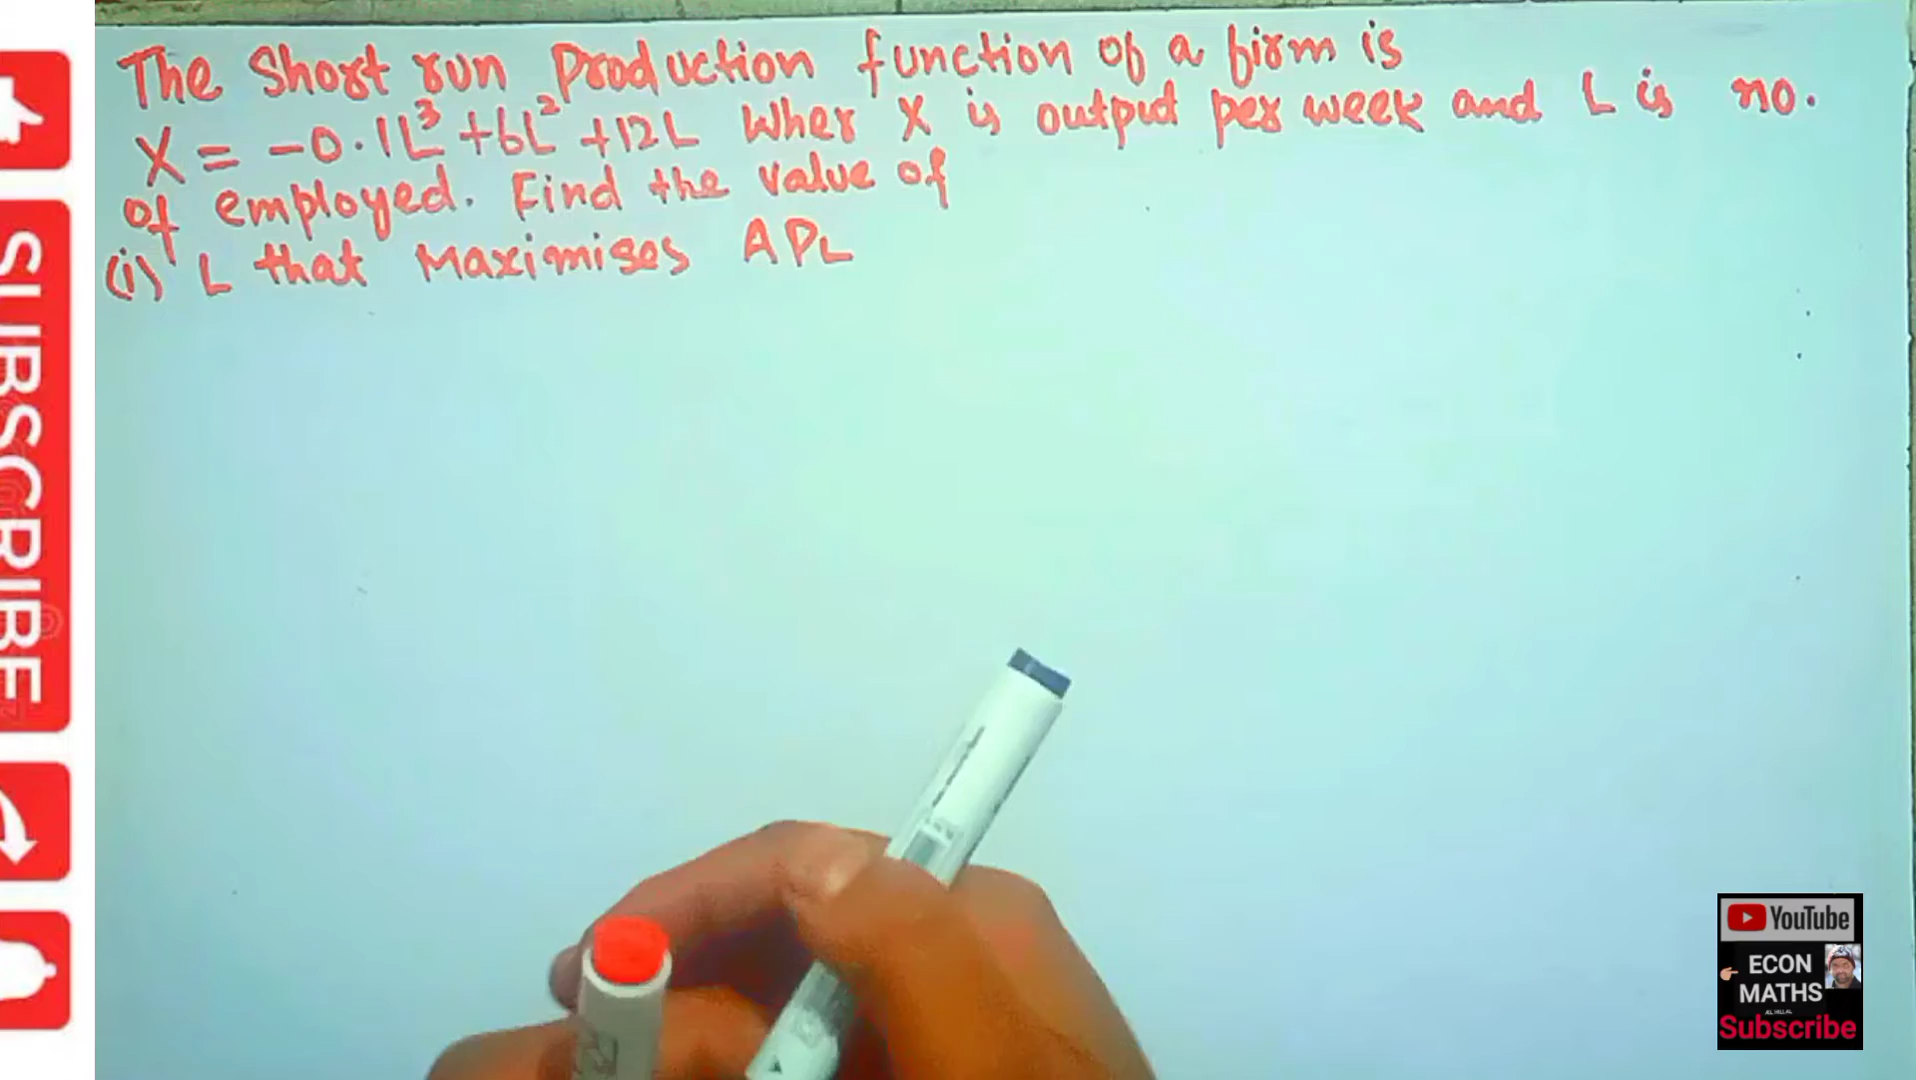 The Short run Production function of a firm is
X = -0.1L³ +6L² +12L Wher X is output per week and L is no.
of employed. Find the value of
(i) L that Maximises APL
SUBSCRIBE
YouTube
ECON
MATHS
Subscribe